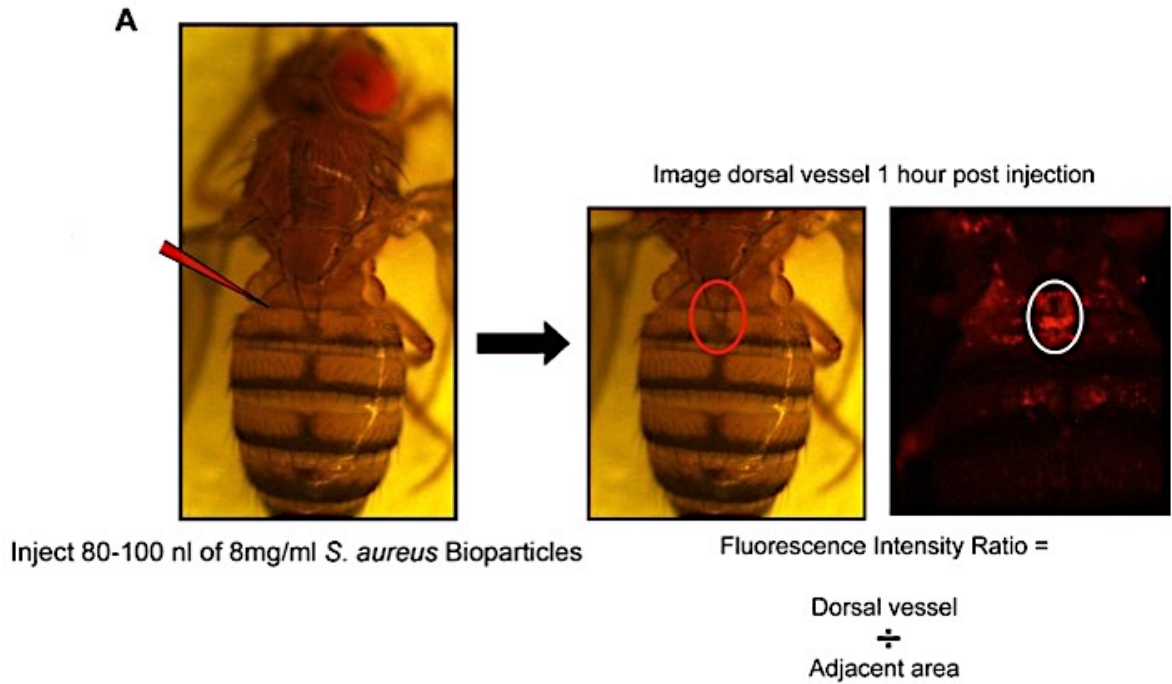 A
Image dorsal vessel 1 hour post injection
Inject 80-100 nl of 8mg/ml S. aureus Bioparticles
Fluorescence Intensity Ratio =
Dorsal vessel
÷
Adjacent area